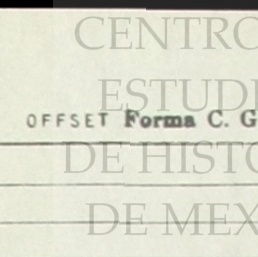 CENTRO
ESTUDI
OFFSET Forma C. G
DE HISTO
DE MEX